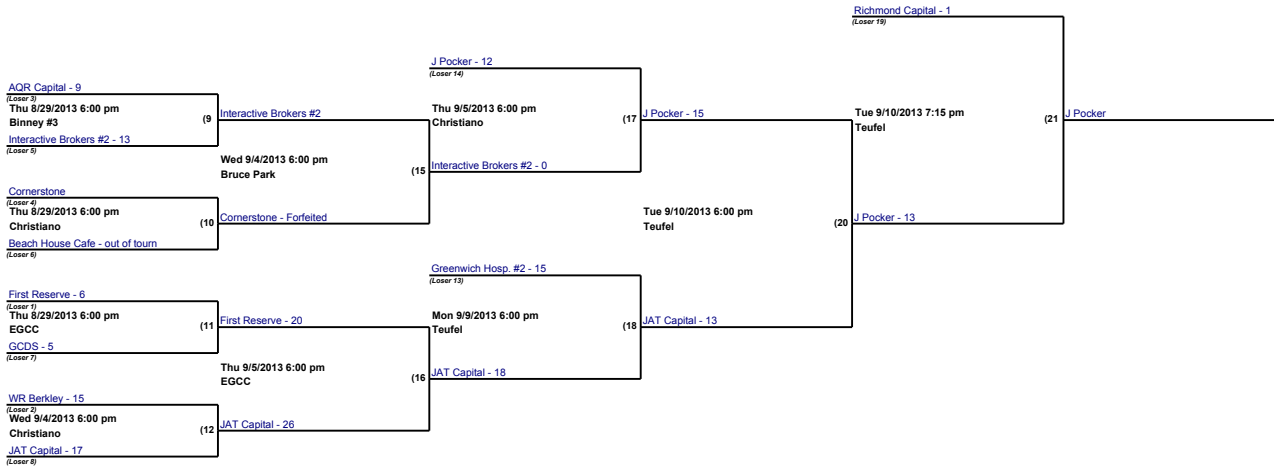 Richmond Capital - 1
(Loser 19)
J Pocker - 12
(Loser 14)
AQR Capital - 9
(Loser 3)
Thu 8/29/2013 6:00 pm
Binney #3
(9
Interactive Brokers #2
Interactive Brokers #2 - 13
(Loser 5)
Thu 9/5/2013 6:00 pm
Christiano
(17
J Pocker - 15
Tue 9/10/2013 7:15 pm
Teufel
(21
J Pocker
Wed 9/4/2013 6:00 pm
Bruce Park
(15
Interactive Brokers #2 - 0
Cornerstone
(Loser 4)
Thu 8/29/2013 6:00 pm
Christiano
(10
Cornerstone - Forfeited
Beach House Cafe - out of tourn
(Loser 6)
Tue 9/10/2013 6:00 pm
Teufel
(20
J Pocker - 13
Greenwich Hosp. #2 - 15
(Loser 13)
First Reserve - 6
(Loser 1)
Thu 8/29/2013 6:00 pm
EGCC
(11
First Reserve - 20
GCDS - 5
(Loser 7)
Mon 9/9/2013 6:00 pm
Teufel
(18
JAT Capital - 13
Thu 9/5/2013 6:00 pm
EGCC
(16
JAT Capital - 18
WR Berkley - 15
(Loser 2)
Wed 9/4/2013 6:00 pm
Christiano
(12
JAT Capital - 26
JAT Capital - 17
(Loser 8)